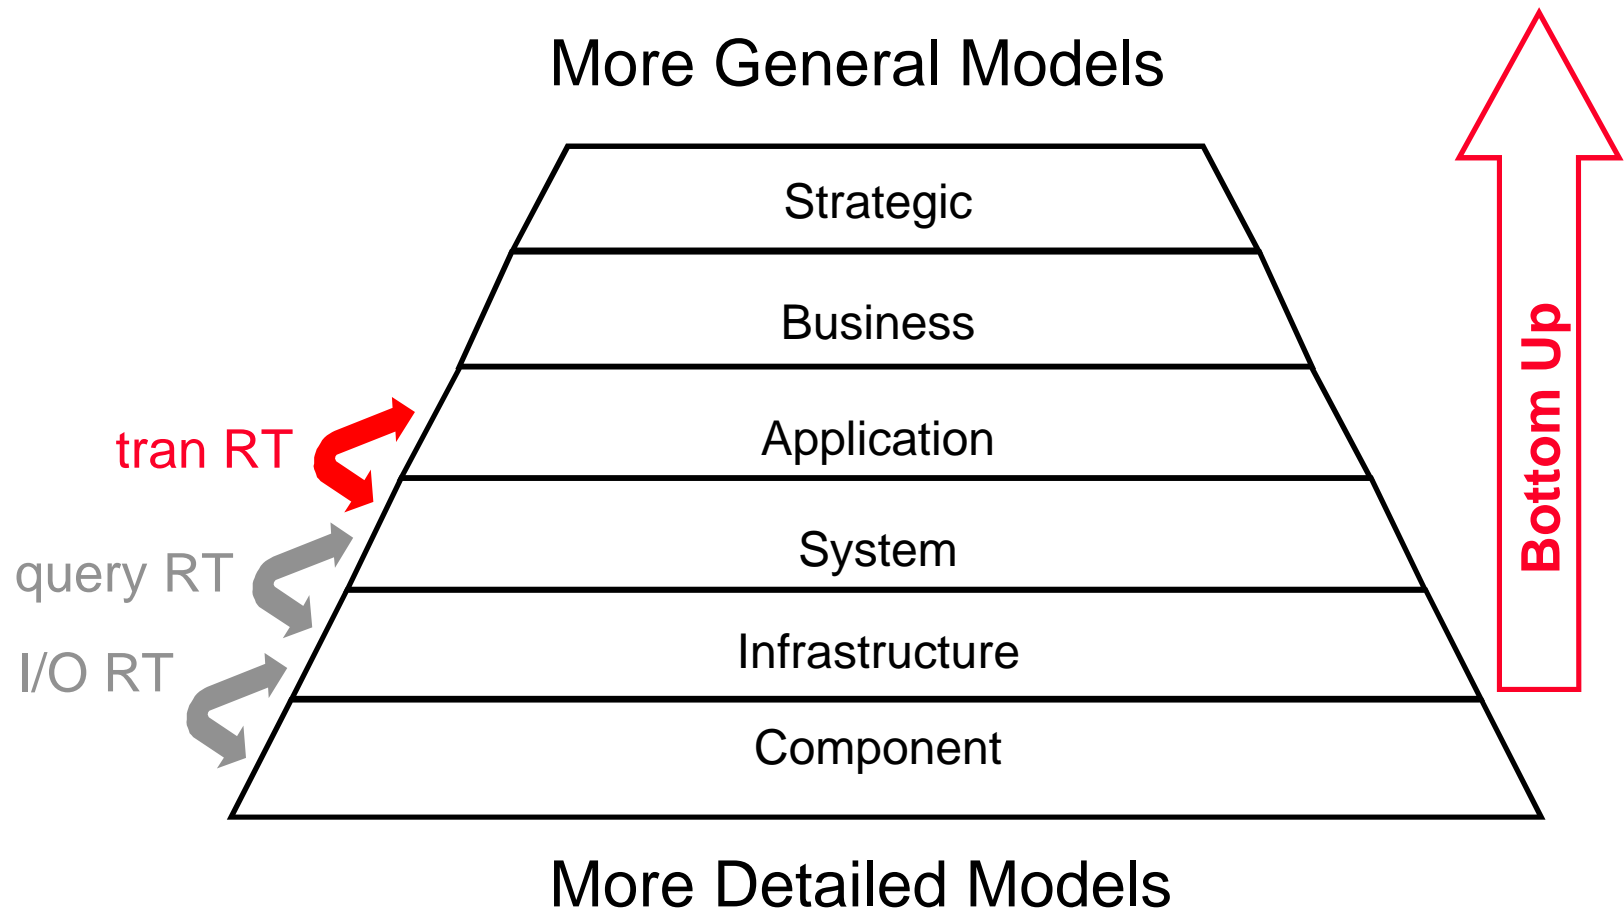 More General Models
Strategic
Business
Application
System
Infrastructure
Component
More Detailed Models
tran RT
query RT
I/O RT
Bottom Up